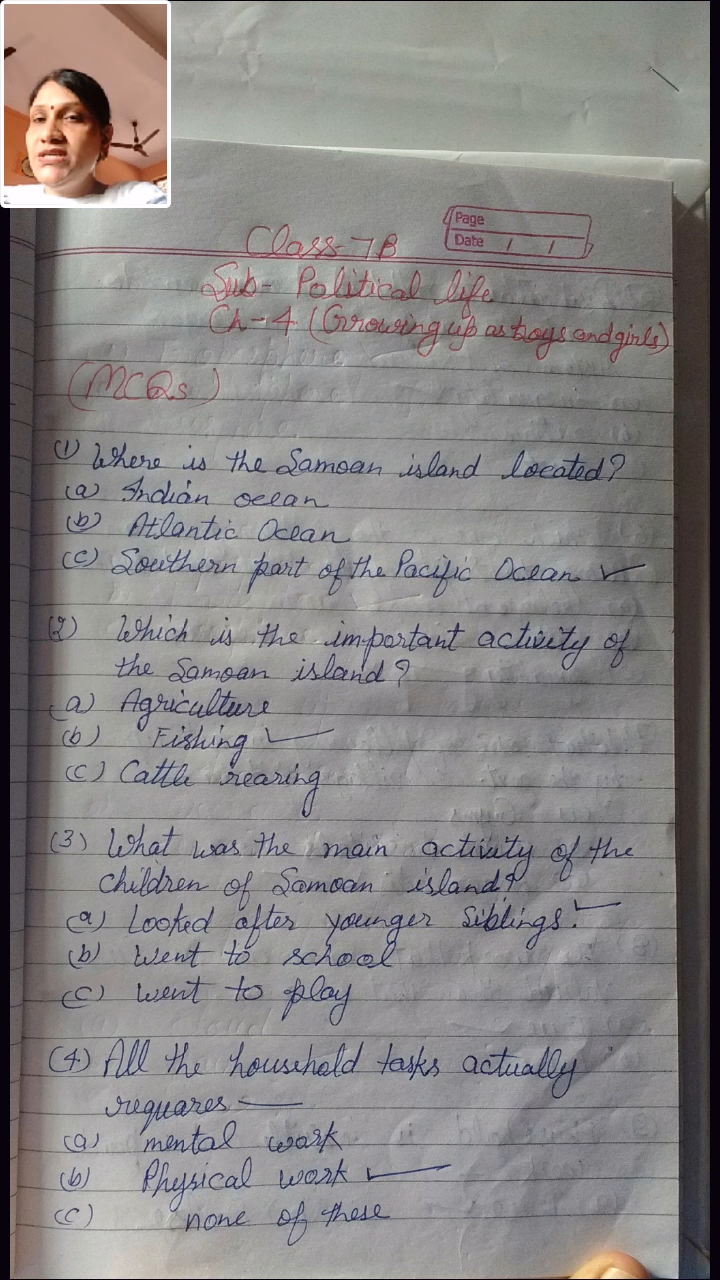 Page
Date / /
Class-7B
Sub- Political life
Ch-4 (Growing up as boys and girls)
(MCQs)
(1) Where is the Samoan island located?
(a) Indian ocean
(b) Atlantic Ocean
(c) Southern part of the Pacific Ocean ✓
(2) Which is the important activity of
the Samoan island?
(a) Agriculture
(b) Fishing ✓
(c) Cattle rearing
(3) What was the main activity of the
children of Samoan island?
(a) Looked after younger siblings. ✓
(b) Went to school
(c) went to play
(4) All the household tasks actually
requares —
(a) mental work
(b) Physical work ✓
(c) none of these